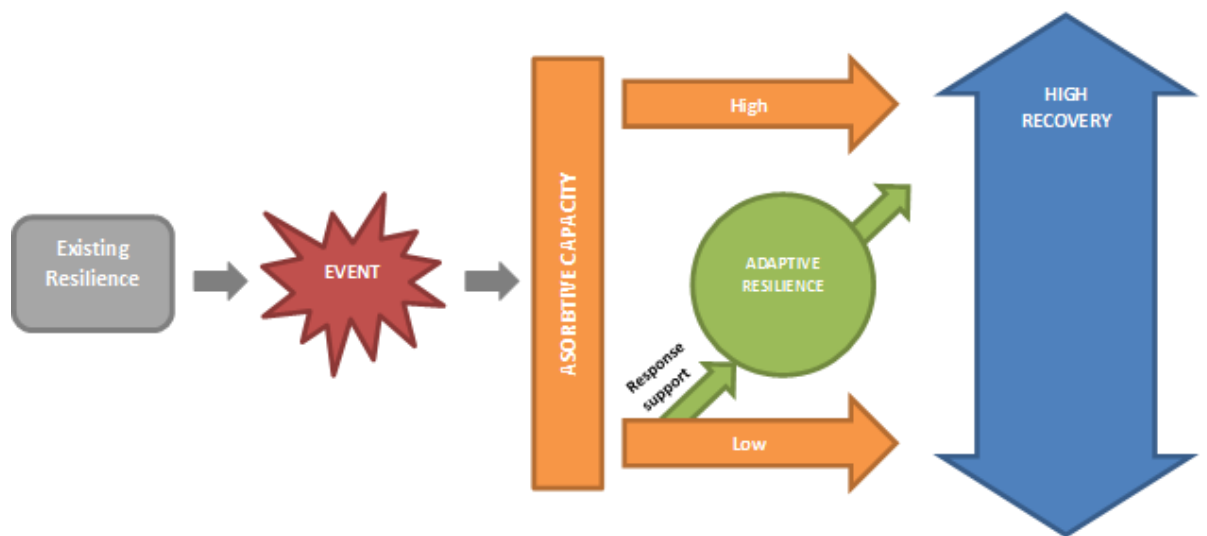 Existing
Resilience
EVENT
ASORBTIVE CAPACITY
High
ADAPTIVE
RESILIENCE
Response
support
Low
HIGH
RECOVERY